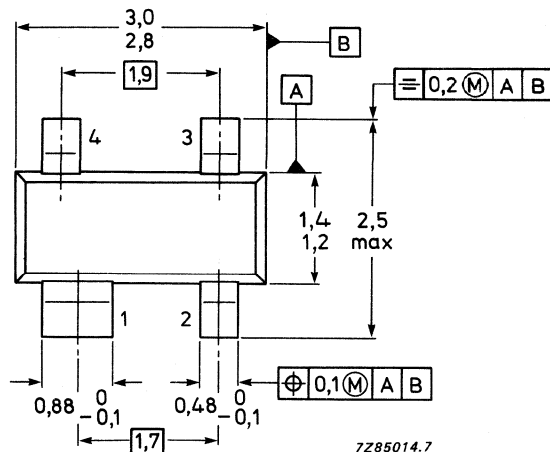 3,0
2,8
B
1,9
A
⌯ 0,2 Ⓜ A B
4
3
1,4
1,2
2,5
max
1
2
⌖ 0,1 Ⓜ A B
0,88 0
-0,1
0,48 0
-0,1
1,7
7Z85014.7